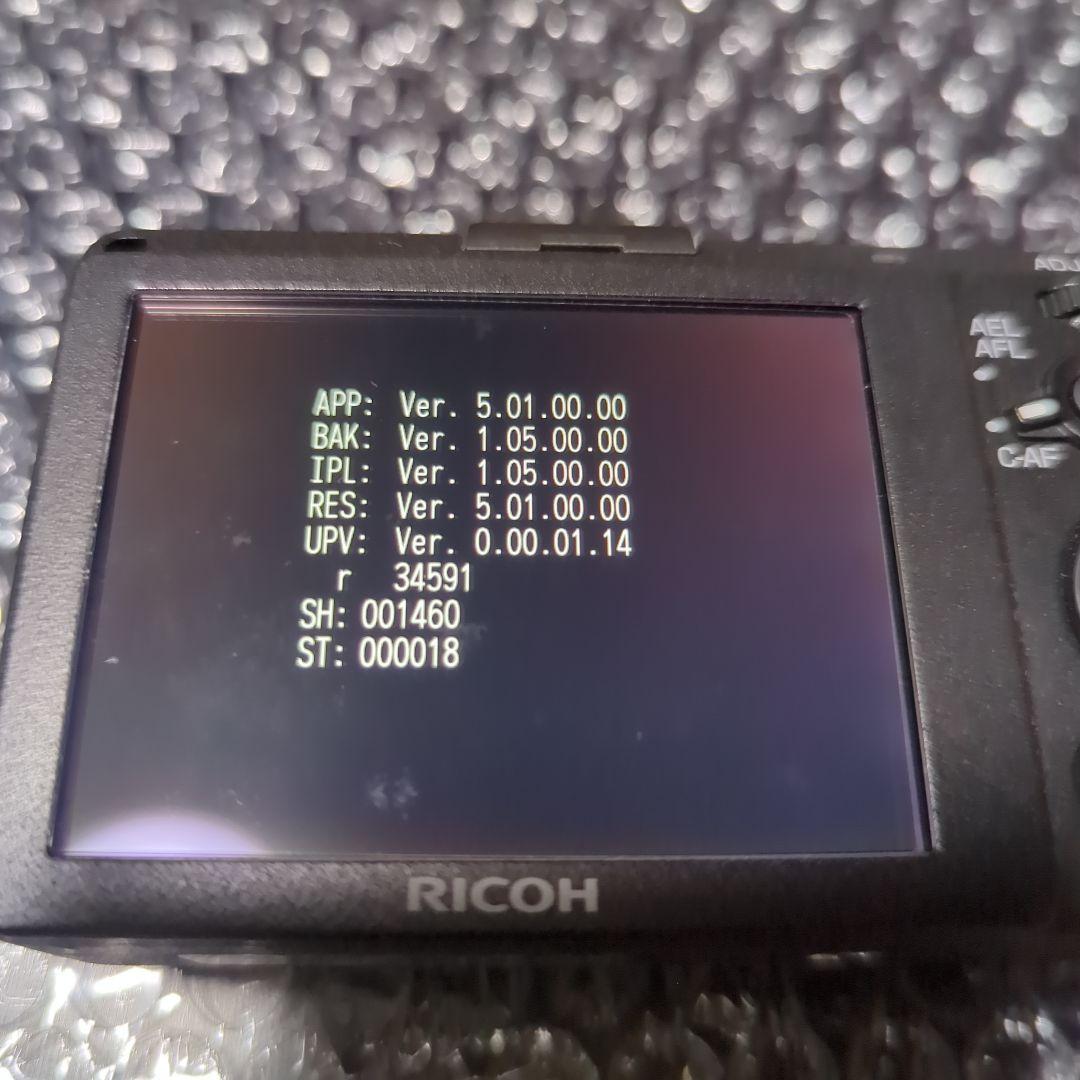 ADJ
AEL
AFL
C-AF
APP: Ver. 5.01.00.00
BAK: Ver. 1.05.00.00
IPL: Ver. 1.05.00.00
RES: Ver. 5.01.00.00
UPV: Ver. 0.00.01.14
r 34591
SH: 001460
ST: 000018
RICOH